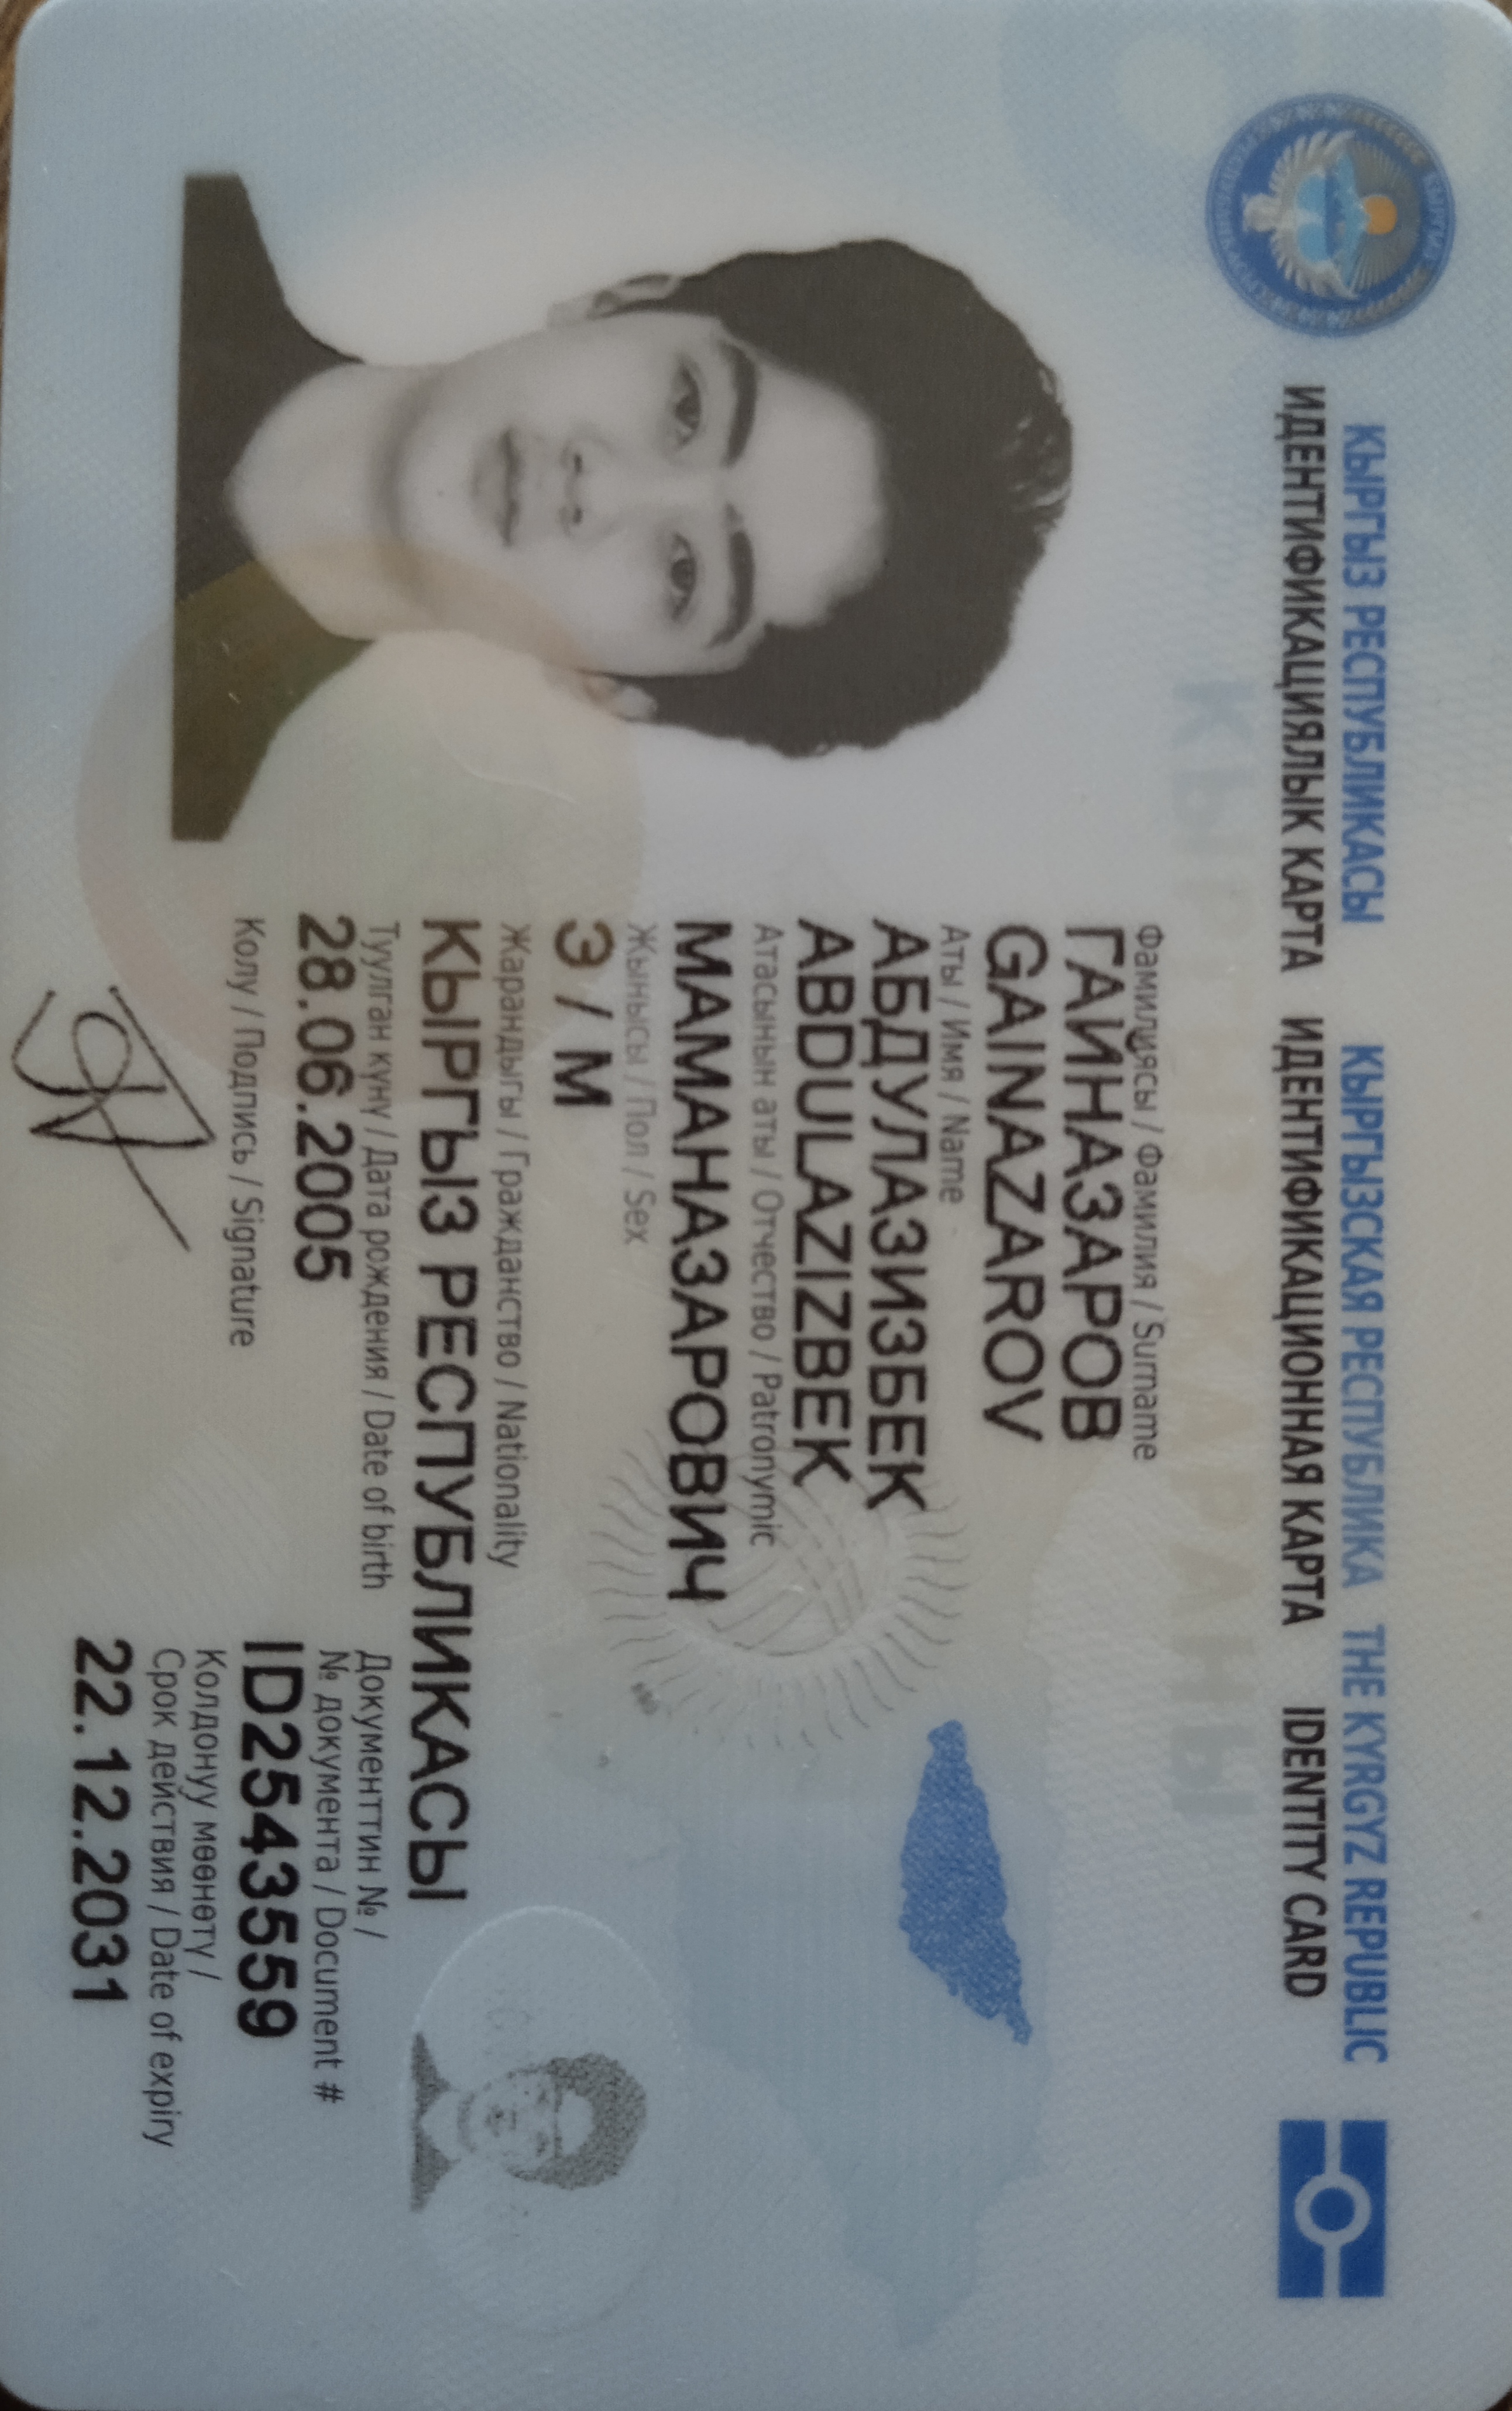 КЫРГЫЗ РЕСПУБЛИКАСЫ КЫРГЫЗСКАЯ РЕСПУБЛИКА THE KYRGYZ REPUBLIC
ИДЕНТИФИКАЦИЯЛЫК КАРТА ИДЕНТИФИКАЦИОННАЯ КАРТА IDENTITY CARD
КЫРГЫЗ ЖАРАНЫ
Фамилиясы / Фамилия / Surname
ГАЙНАЗАРОВ
GAINAZAROV
Аты / Имя / Name
АБДУЛАЗИЗБЕК
ABDULAZIZBEK
Атасынын аты / Отчество / Patronymic
МАМАНАЗАРОВИЧ
Жынысы / Пол / Sex
Э / М
Жарандыгы / Гражданство / Nationality
КЫРГЫЗ РЕСПУБЛИКАСЫ
Туулган күнү / Дата рождения / Date of birth
28.06.2005
Документтин № /
№ документа / Document #
ID2543559
Колу / Подпись / Signature
Колдонуу мөөнөтү /
Срок действия / Date of expiry
22.12.2031